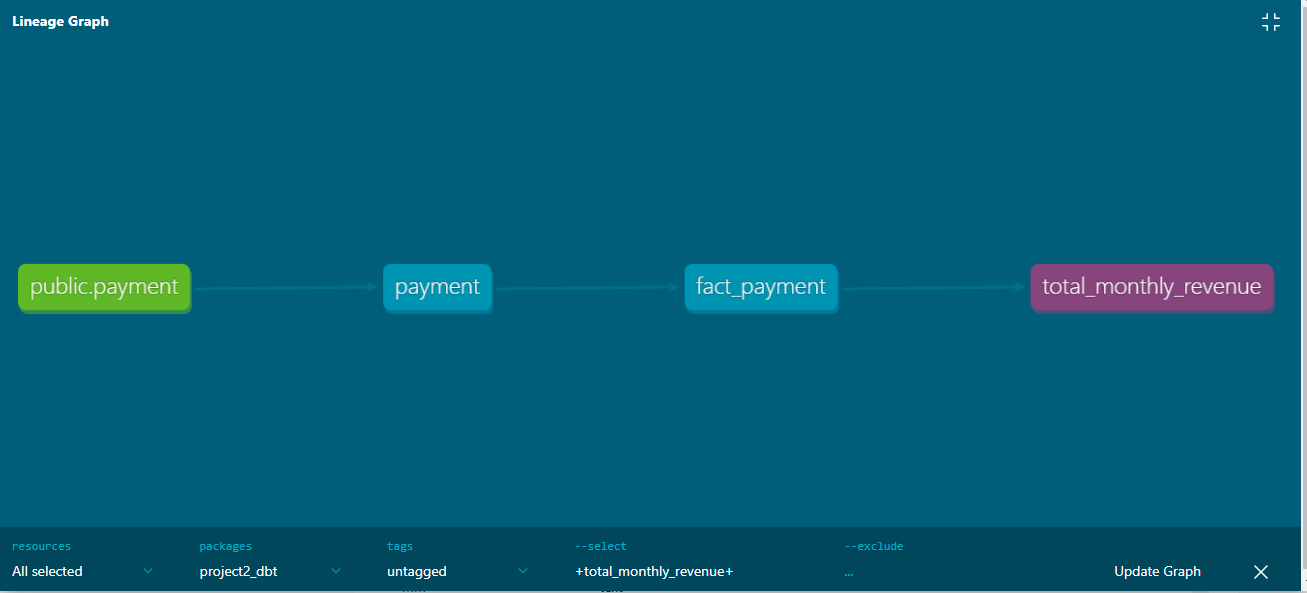 Lineage Graph
public.payment
payment
fact_payment
total_monthly_revenue
resources
packages
tags
--select
--exclude
All selected
project2_dbt
untagged
+total_monthly_revenue+
...
Update Graph